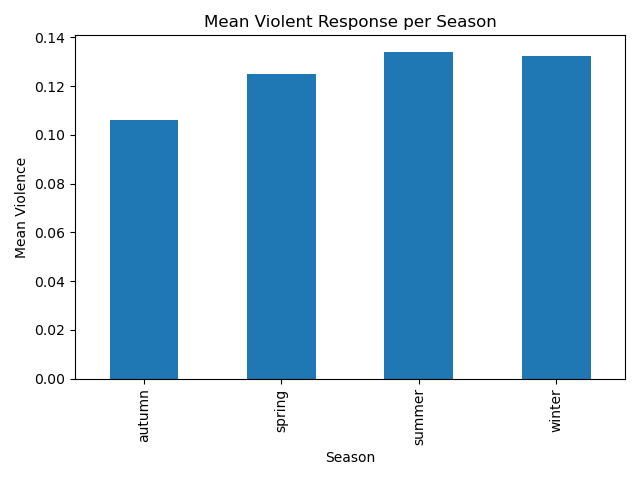 Mean Violent Response per Season
0.14
0.12
0.10
0.08
0.06
0.04
0.02
0.00
Mean Violence
autumn
spring
summer
winter
Season